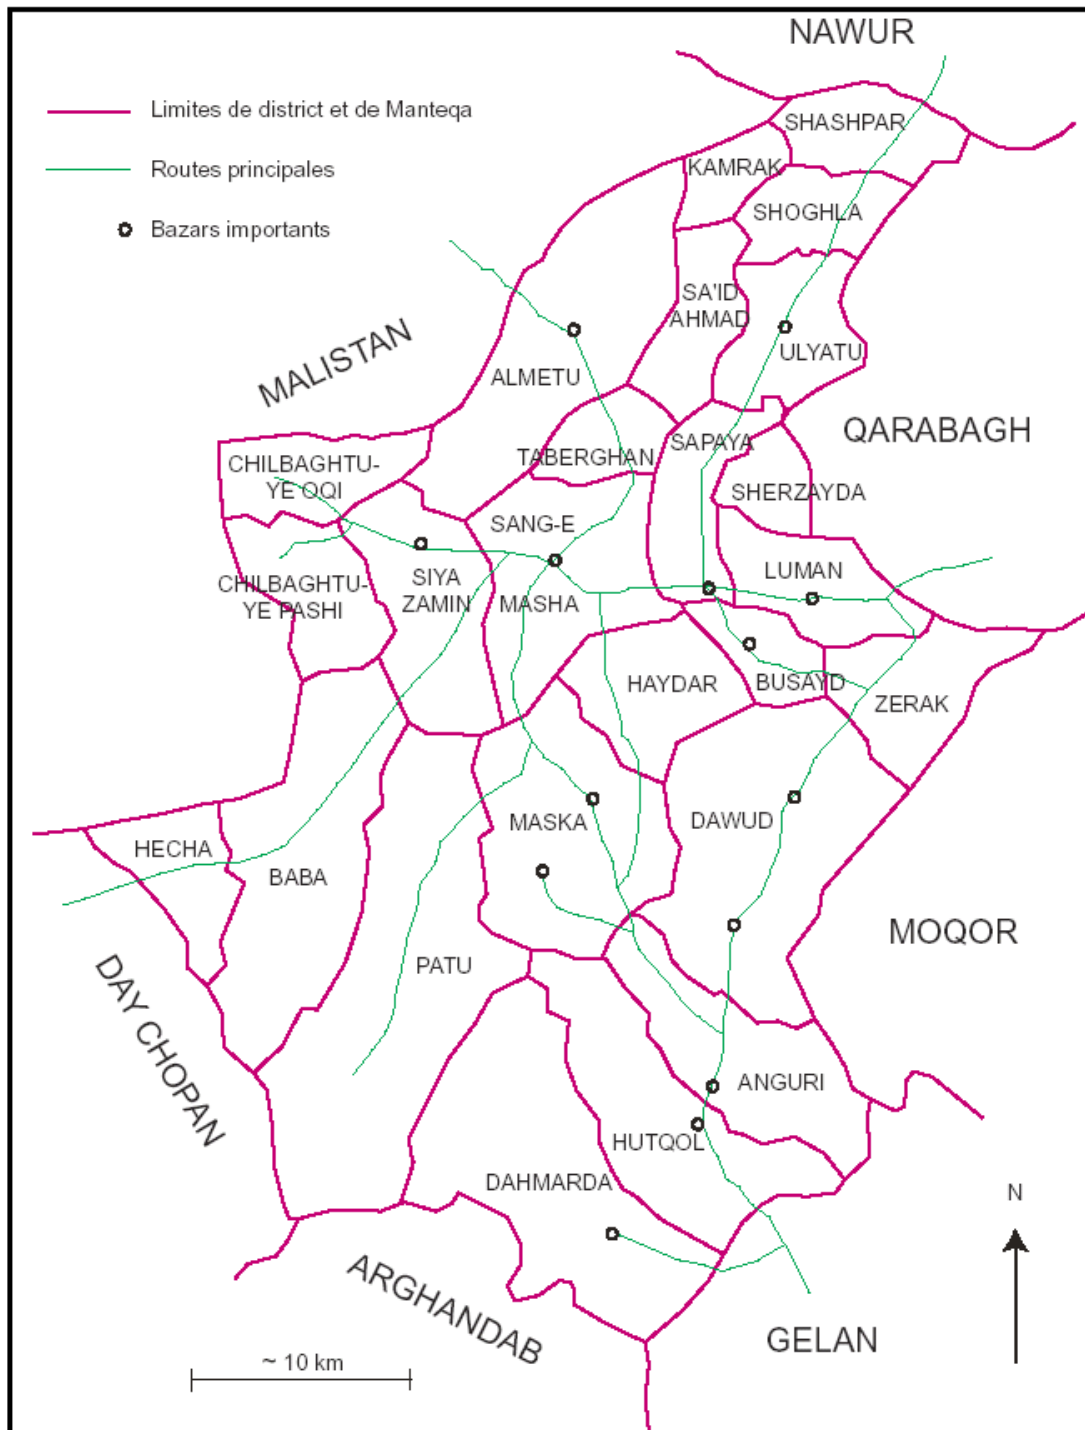 NAWUR
Limites de district et de Manteqa
SHASHPAR
KAMRAK
Routes principales
SHOGHLA
Bazars importants
SA'ID
AHMAD
MALISTAN
ULYATU
ALMETU
QARABAGH
SAPAYA
TABERGHAN
CHILBAGHTU-
YE OQI
SHERZAYDA
SANG-E
MASHA
SIYA
ZAMIN
LUMAN
CHILBAGHTU-
YE PASHI
HAYDAR
BUSAYD
ZERAK
MASKA
DAWUD
HECHA
BABA
MOQOR
PATU
DAY CHOPAN
ANGURI
HUTQOL
DAHMARDA
N
ARGHANDAB
GELAN
~ 10 km